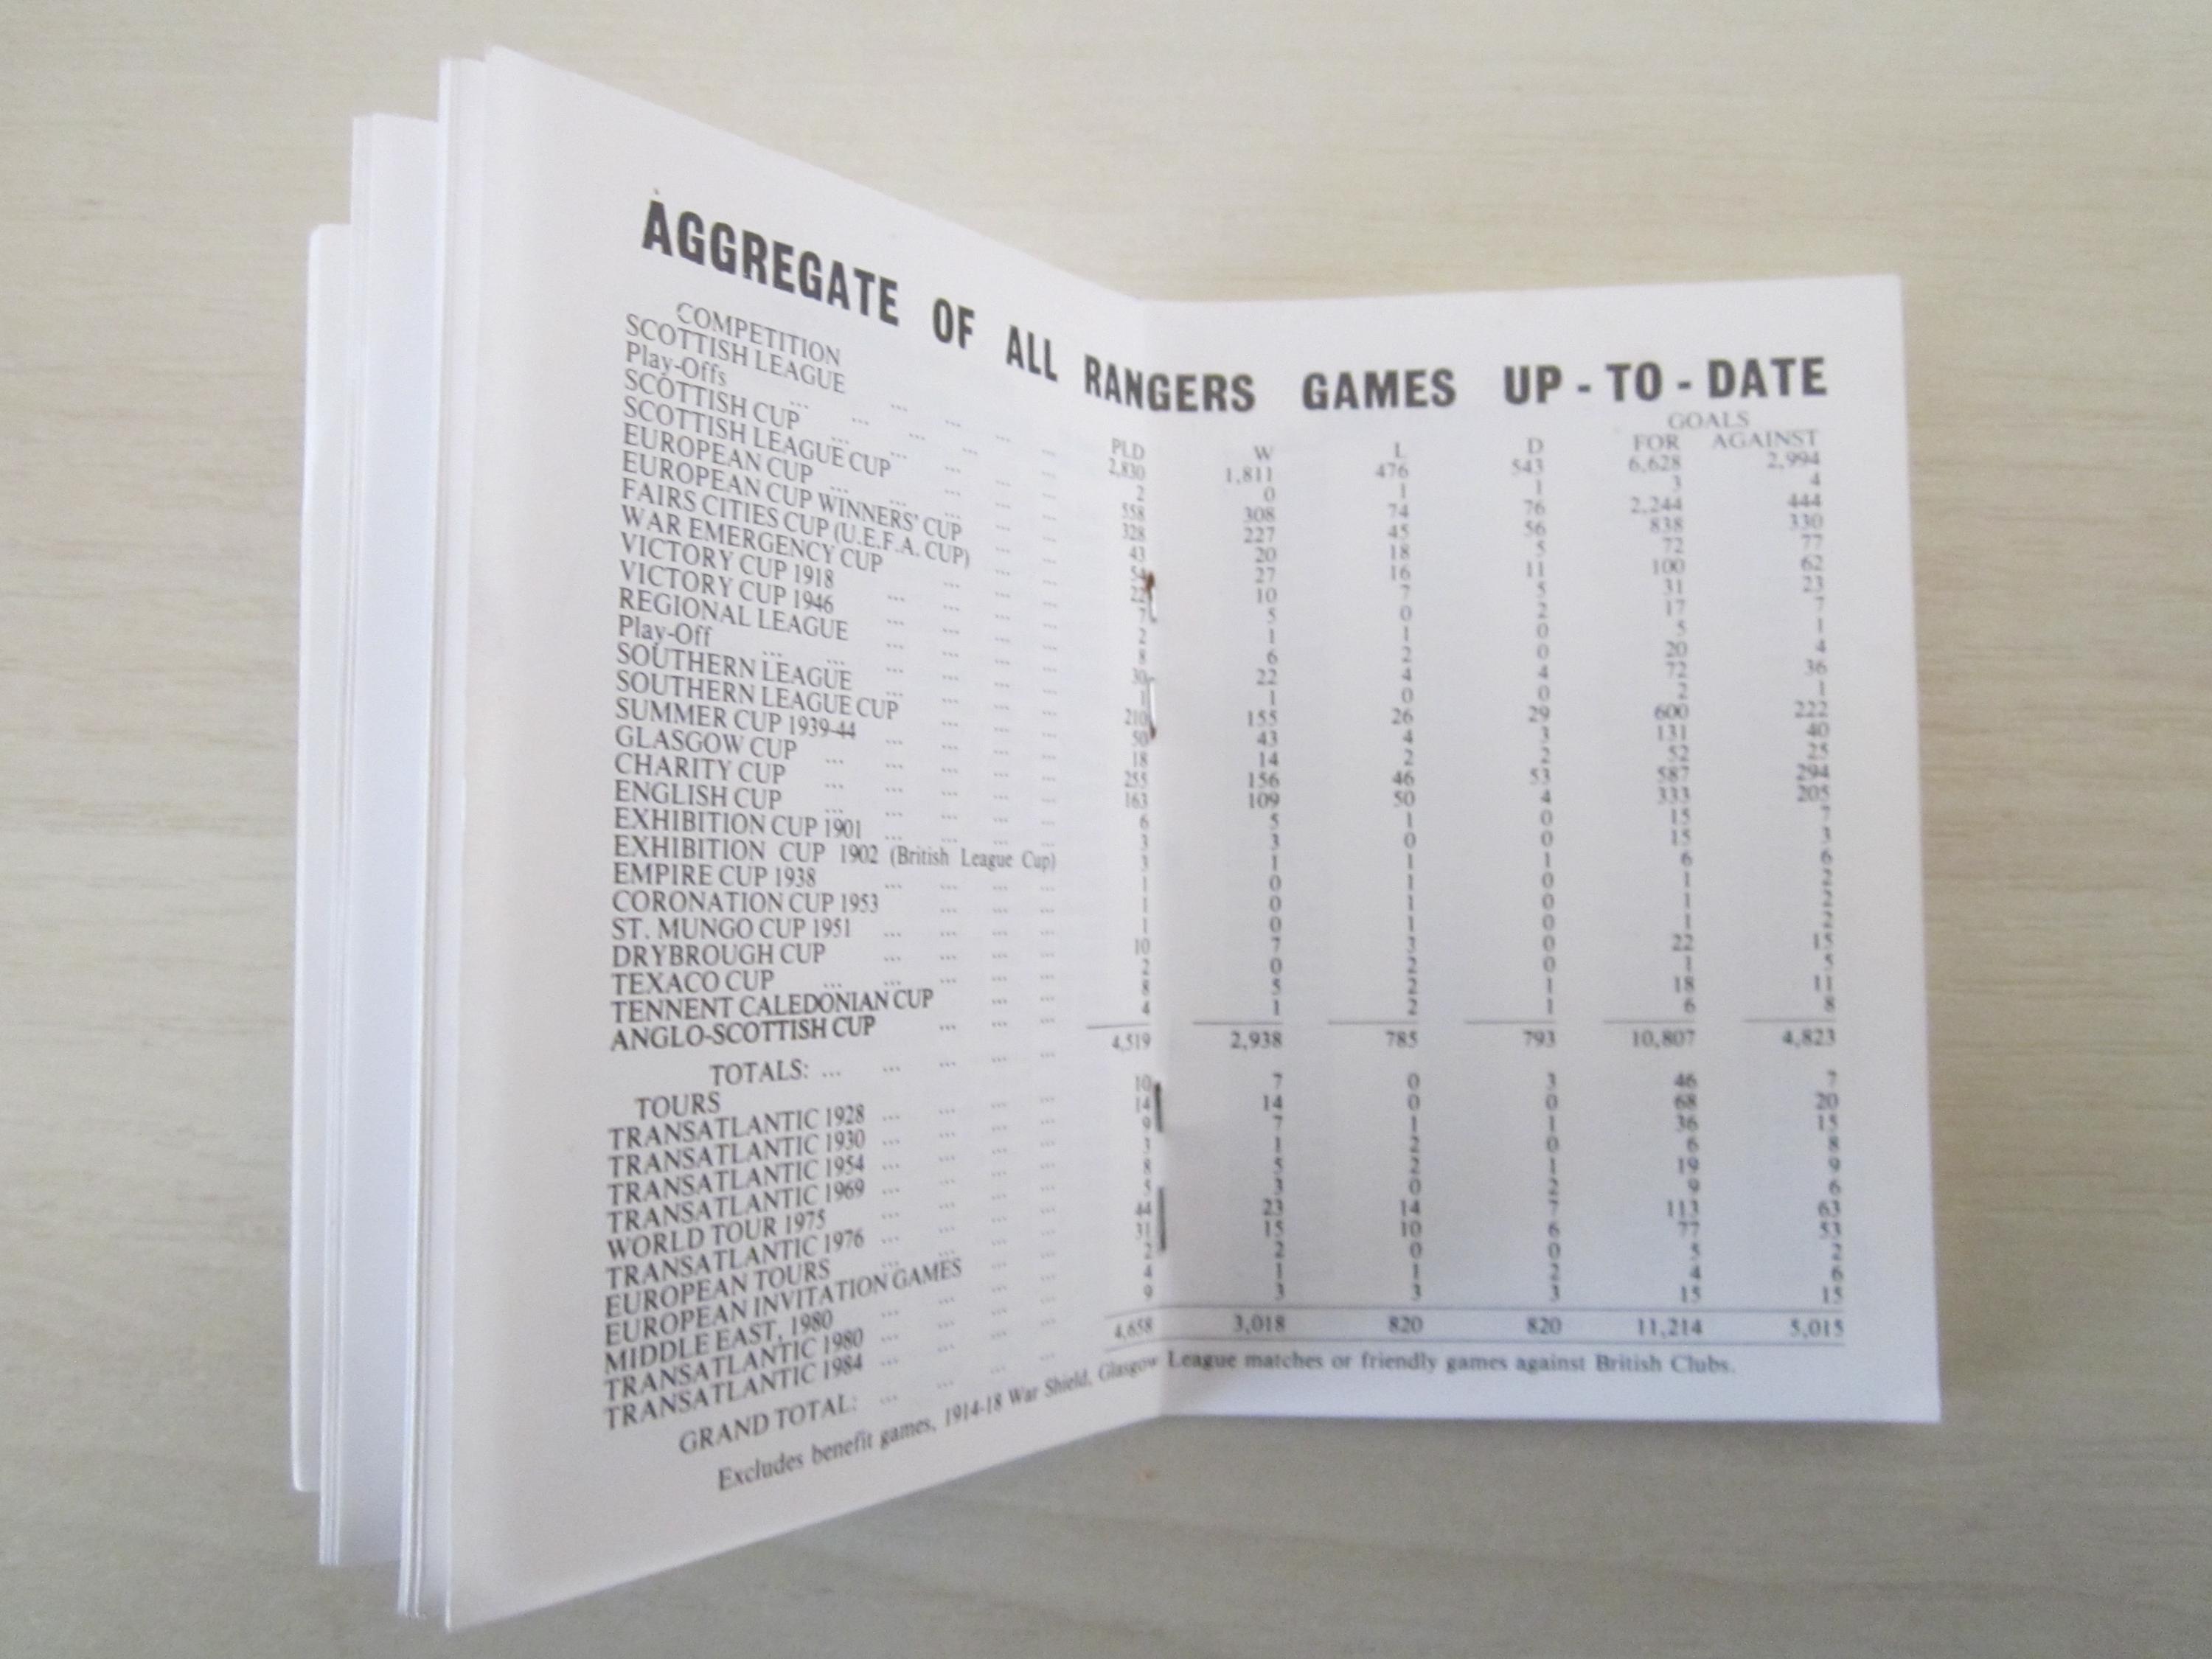 AGGREGATE OF ALL RANGERS GAMES UP-TO-DATE
GOALS
COMPETITION PLD W L D FOR AGAINST
SCOTTISH LEAGUE ... ... ... 2,830 1,811 476 543 6,628 2,994
Play-Offs ... ... ... ... ... 2 0 1 1 3 4
SCOTTISH CUP ... ... ... ... 558 308 74 76 2,244 444
SCOTTISH LEAGUE CUP ... ... ... 328 227 45 56 838 330
EUROPEAN CUP ... ... ... ... ... 43 20 18 5 72 77
EUROPEAN CUP WINNERS' CUP ... ... 54 27 16 11 100 62
FAIRS CITIES CUP (U.E.F.A. CUP) ... ... 22 10 7 5 31 23
WAR EMERGENCY CUP ... ... ... 7 5 0 2 17 7
VICTORY CUP 1918 ... ... ... ... 2 1 1 0 5 1
VICTORY CUP 1946 ... ... ... ... 8 6 2 0 20 4
REGIONAL LEAGUE ... ... ... ... 30 22 4 4 72 36
Play-Off ... ... ... ... ... ... 1 1 0 0 2 1
SOUTHERN LEAGUE ... ... ... ... 210 155 26 29 600 222
SOUTHERN LEAGUE CUP ... ... ... 50 43 4 3 131 40
SUMMER CUP 1939-44 ... ... ... ... 18 14 2 2 52 25
GLASGOW CUP ... ... ... ... ... 255 156 46 53 587 294
CHARITY CUP ... ... ... ... ... 163 109 50 4 333 205
ENGLISH CUP ... ... ... ... ... 6 5 1 0 15 7
EXHIBITION CUP 1901 ... ... ... ... 3 3 0 0 15 3
EXHIBITION CUP 1902 (British League Cup) 3 1 1 1 6 6
EMPIRE CUP 1938 ... ... ... ... 1 0 1 0 1 2
CORONATION CUP 1953 ... ... ... 1 0 1 0 1 2
ST. MUNGO CUP 1951 ... ... ... ... 1 0 1 0 1 2
DRYBROUGH CUP ... ... ... ... 10 7 3 0 22 15
TEXACO CUP ... ... ... ... ... 2 0 2 0 1 5
TENNENT CALEDONIAN CUP ... ... 8 5 2 1 18 11
ANGLO-SCOTTISH CUP ... ... ... 4 1 2 1 6 8
TOTALS: ... ... ... ... ... 4,519 2,938 785 793 10,807 4,823
TOURS
TRANSATLANTIC 1928 ... ... ... ... 10 7 0 3 46 7
TRANSATLANTIC 1930 ... ... ... ... 14 14 0 0 68 20
TRANSATLANTIC 1954 ... ... ... ... 9 7 1 1 36 15
TRANSATLANTIC 1969 ... ... ... ... 3 1 2 0 6 8
WORLD TOUR 1975 ... ... ... ... 8 5 2 1 19 9
TRANSATLANTIC 1976 ... ... ... ... 5 3 0 2 9 6
EUROPEAN TOURS ... ... ... ... 44 23 14 7 113 63
EUROPEAN INVITATION GAMES ... ... 31 15 10 6 77 53
MIDDLE EAST, 1980 ... ... ... ... 2 2 0 0 5 2
TRANSATLANTIC 1980 ... ... ... ... 4 1 1 2 4 6
TRANSATLANTIC 1984 ... ... ... ... 9 3 3 3 15 15
GRAND TOTAL: ... ... ... ... 4,658 3,018 820 820 11,214 5,015
Excludes benefit games, 1914-18 War Shield, Glasgow League matches or friendly games against British Clubs.